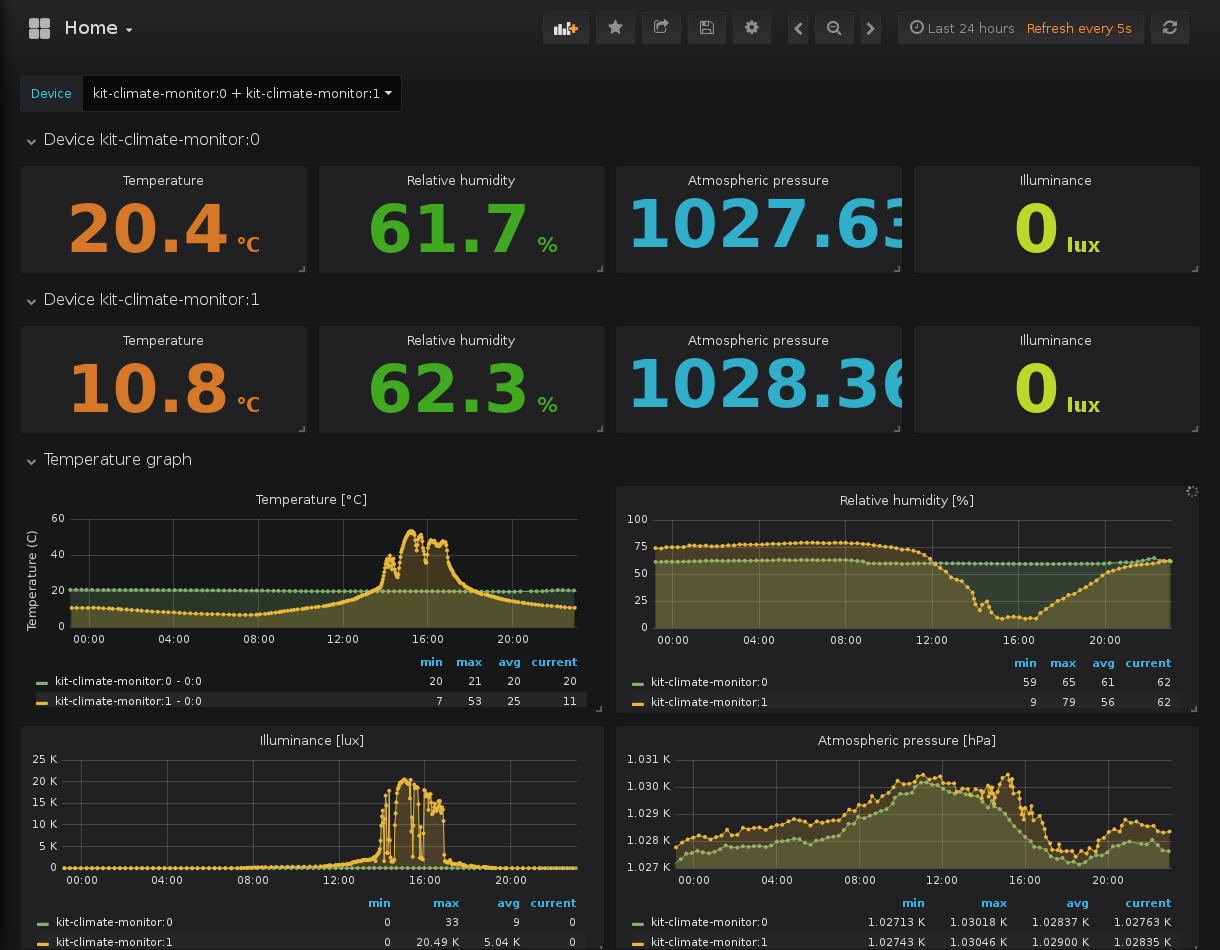 Home
Last 24 hours Refresh every 5s
Device kit-climate-monitor:0 + kit-climate-monitor:1
Device kit-climate-monitor:0
Temperature
20.4 °C
Relative humidity
61.7 %
Atmospheric pressure
1027.63
Illuminance
0 lux
Device kit-climate-monitor:1
Temperature
10.8 °C
Relative humidity
62.3 %
Atmospheric pressure
1028.36
Illuminance
0 lux
Temperature graph
Temperature [°C]
Temperature (C)
60
40
20
0
00:00 04:00 08:00 12:00 16:00 20:00
min max avg current
kit-climate-monitor:0 - 0:0 20 21 20 20
kit-climate-monitor:1 - 0:0 7 53 25 11
Relative humidity [%]
100
75
50
25
0
00:00 04:00 08:00 12:00 16:00 20:00
min max avg current
kit-climate-monitor:0 59 65 61 62
kit-climate-monitor:1 9 79 56 62
Illuminance [lux]
25 K
20 K
15 K
10 K
5 K
0
00:00 04:00 08:00 12:00 16:00 20:00
min max avg current
kit-climate-monitor:0 0 33 9 0
kit-climate-monitor:1 0 20.49 K 5.04 K 0
Atmospheric pressure [hPa]
1.031 K
1.030 K
1.029 K
1.028 K
1.027 K
00:00 04:00 08:00 12:00 16:00 20:00
min max avg current
kit-climate-monitor:0 1.02713 K 1.03018 K 1.02837 K 1.02763 K
kit-climate-monitor:1 1.02743 K 1.03046 K 1.02900 K 1.02835 K